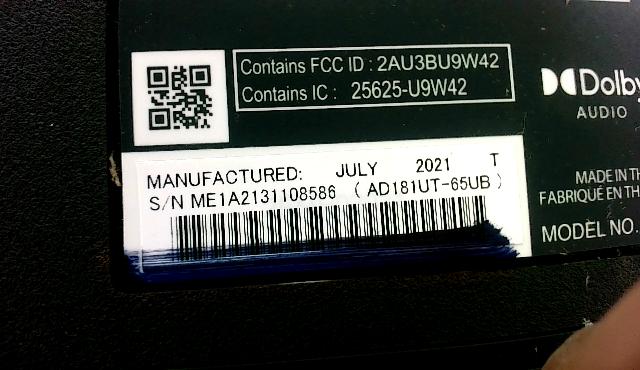 Contains FCC ID : 2AU3BU9W42
Contains IC : 25625-U9W42
Dolby
AUDIO
MANUFACTURED: JULY 2021 T
S/N ME1A2131108586 ( AD181UT-65UB )
MADE IN TH
FABRIQUÉ EN TH
MODEL NO.